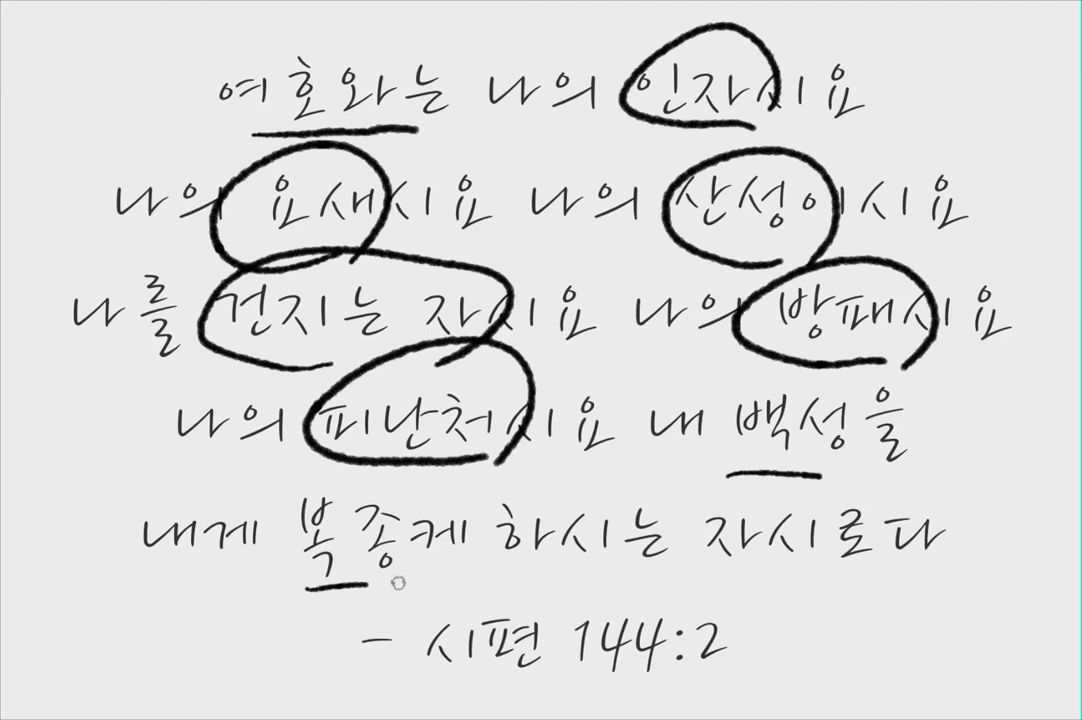 여호와는 나의 인자시요
나의 요새시요 나의 산성이시요
나를 건지는 자시요 나의 방패시요
나의 피난처시요 내 백성을
내게 복종케 하시는 자시로다
- 시편 144:2